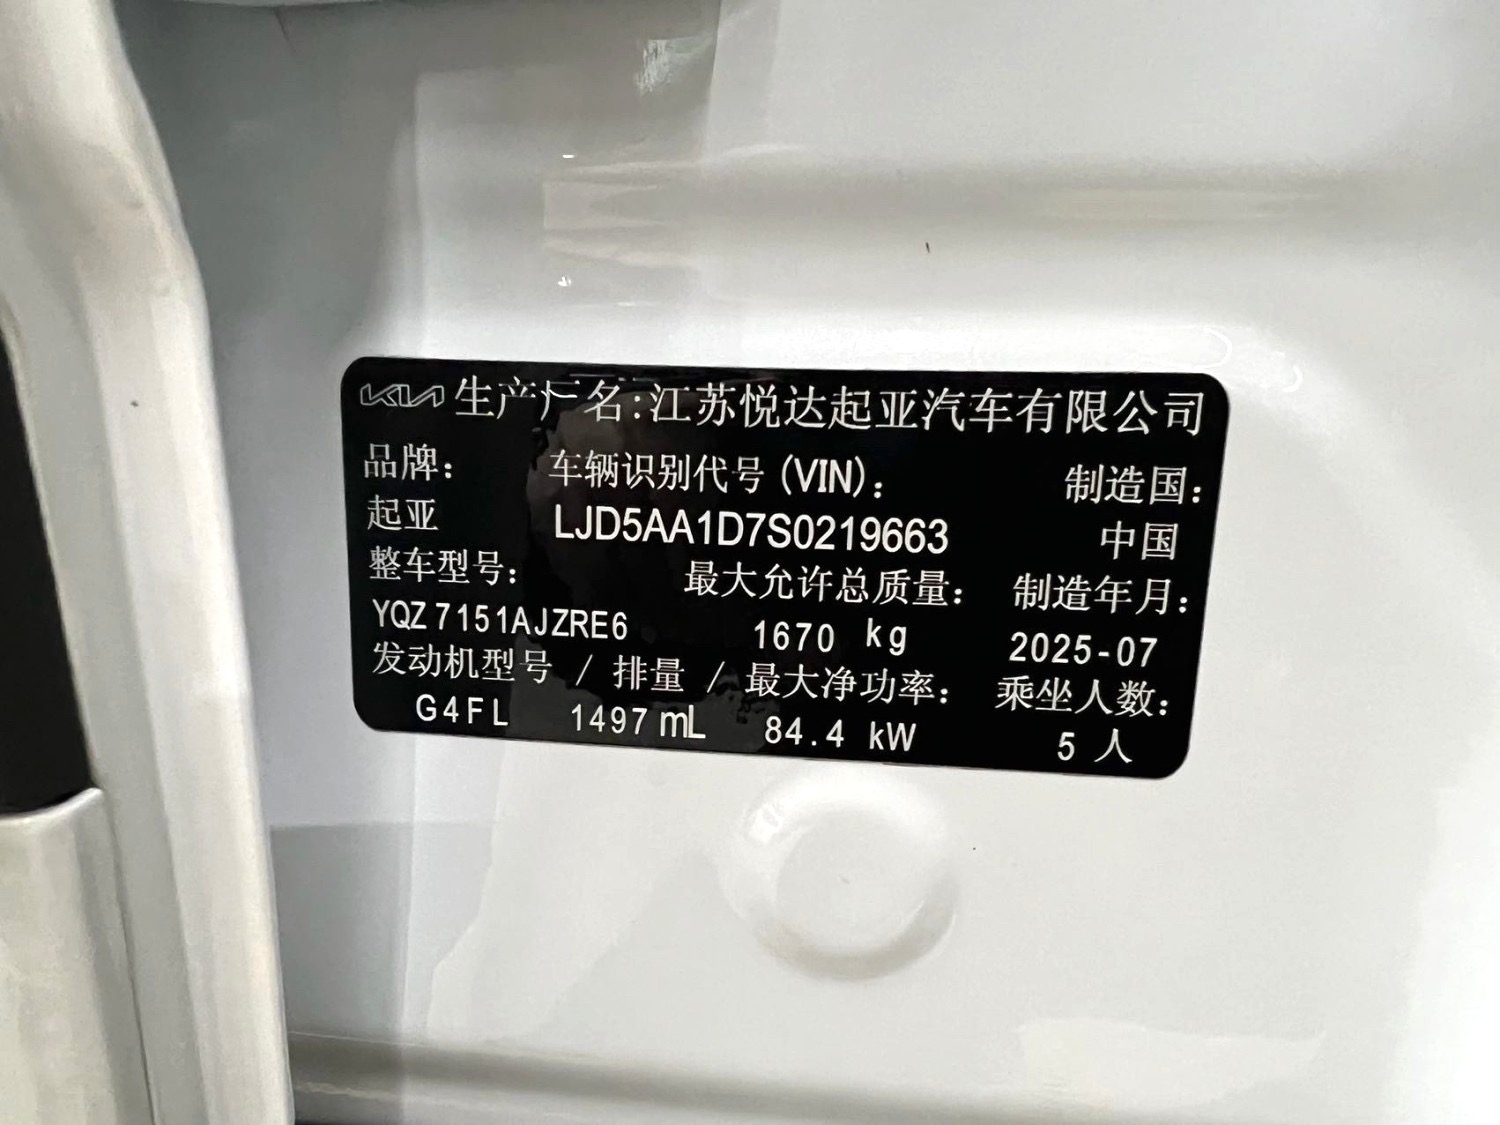 KIA 生产厂名:江苏悦达起亚汽车有限公司
品牌: 车辆识别代号(VIN): 制造国:
起亚 LJD5AA1D7S0219663 中国
整车型号: 最大允许总质量: 制造年月:
YQZ7151AJZRE6 1670 kg 2025-07
发动机型号 / 排量 / 最大净功率: 乘坐人数:
G4FL 1497 mL 84.4 kW 5 人